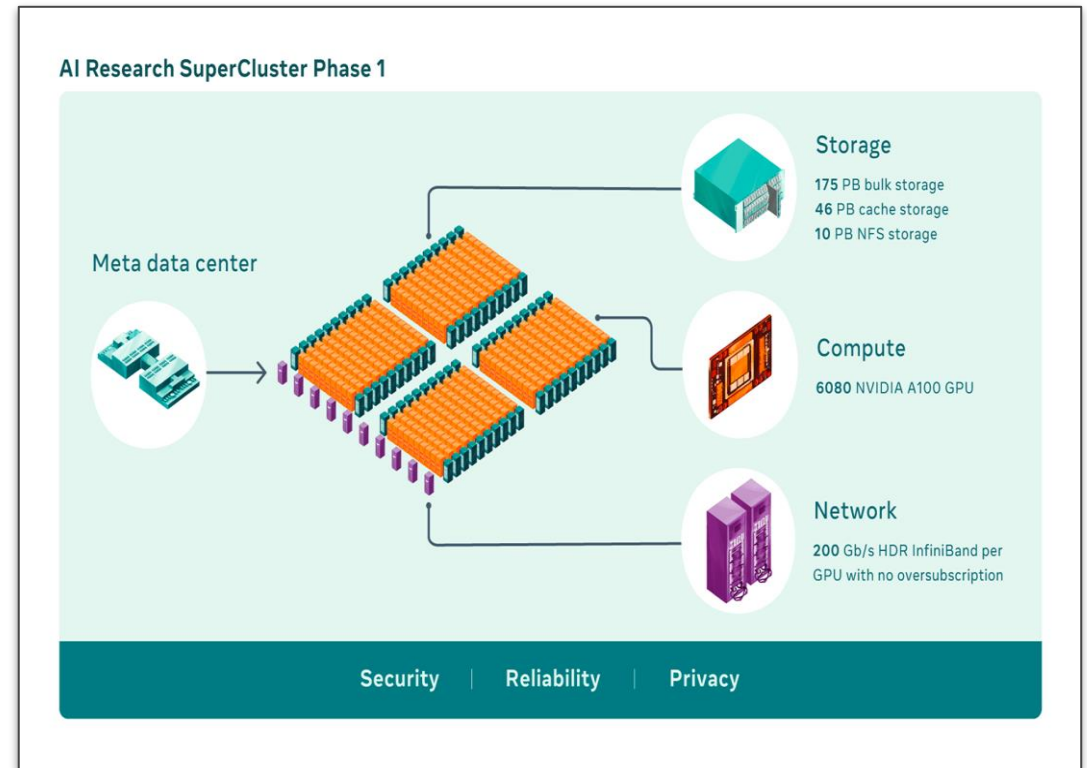 AI Research SuperCluster Phase 1
Meta data center
Storage
175 PB bulk storage
46 PB cache storage
10 PB NFS storage
Compute
6080 NVIDIA A100 GPU
Network
200 Gb/s HDR InfiniBand per
GPU with no oversubscription
Security | Reliability | Privacy